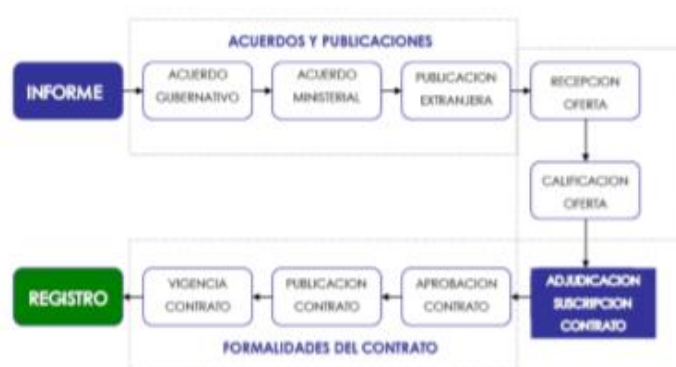 ACUERDOS Y PUBLICACIONES
INFORME
ACUERDO
GUBERNATIVO
ACUERDO
MINISTERIAL
PUBLICACION
EXTRANJERA
RECEPCION
OFERTA
CALIFICACION
OFERTA
REGISTRO
VIGENCIA
CONTRATO
PUBLICACION
CONTRATO
APROBACION
CONTRATO
ADJUDICACION
SUSCRIPCION
CONTRATO
FORMALIDADES DEL CONTRATO